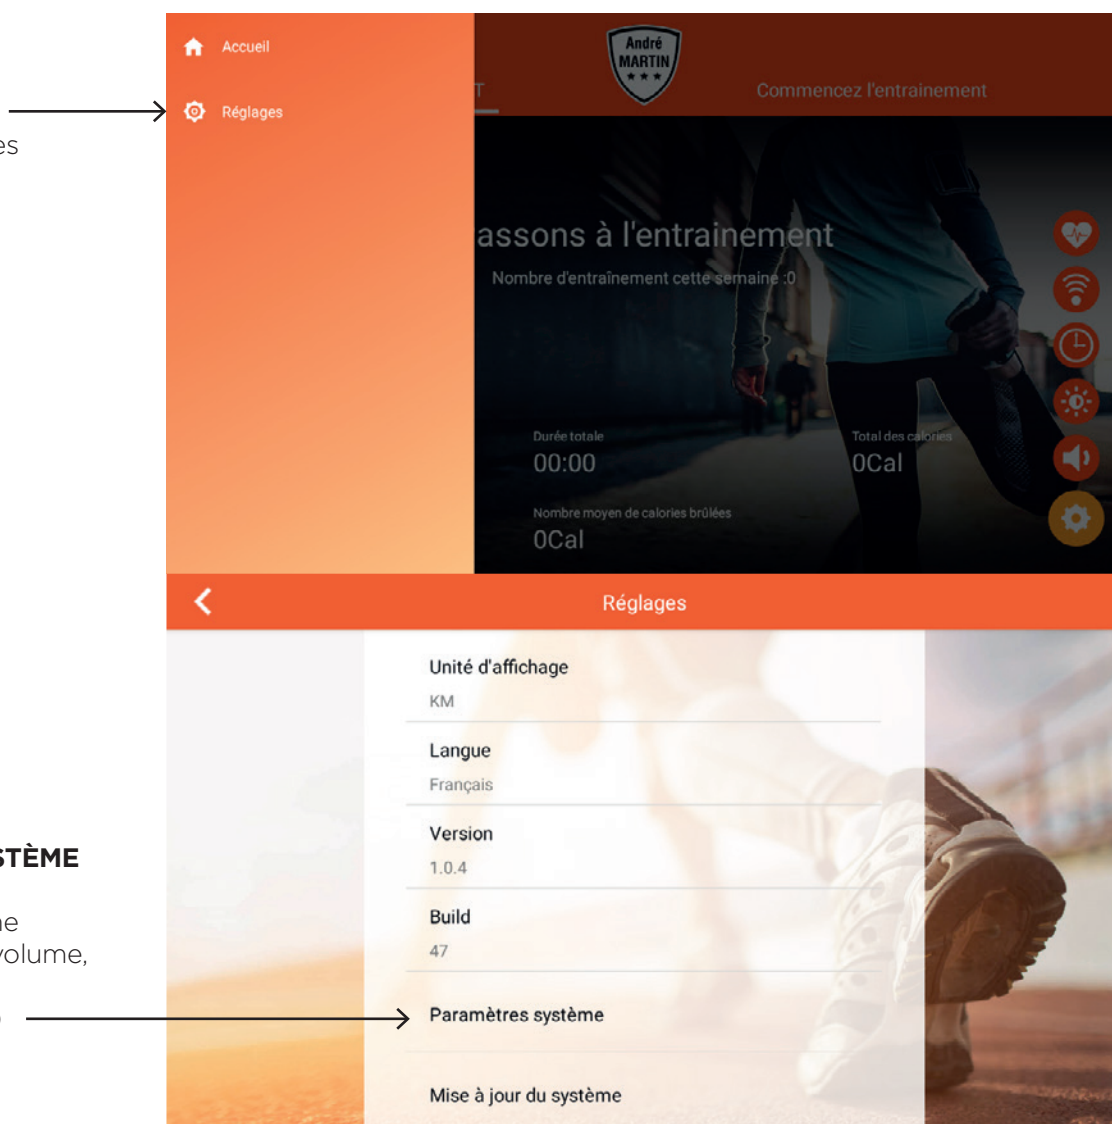 Accueil
Réglages
es
André
MARTIN
T
Commencez l'entrainement
assons à l'entrainement
Nombre d'entraînement cette semaine :0
Durée totale
00:00
Total des calories
0Cal
Nombre moyen de calories brûlées
0Cal
Réglages
Unité d'affichage
KM
Langue
Français
Version
1.0.4
Build
47
Paramètres système
Mise à jour du système
STÈME
ne
volume,